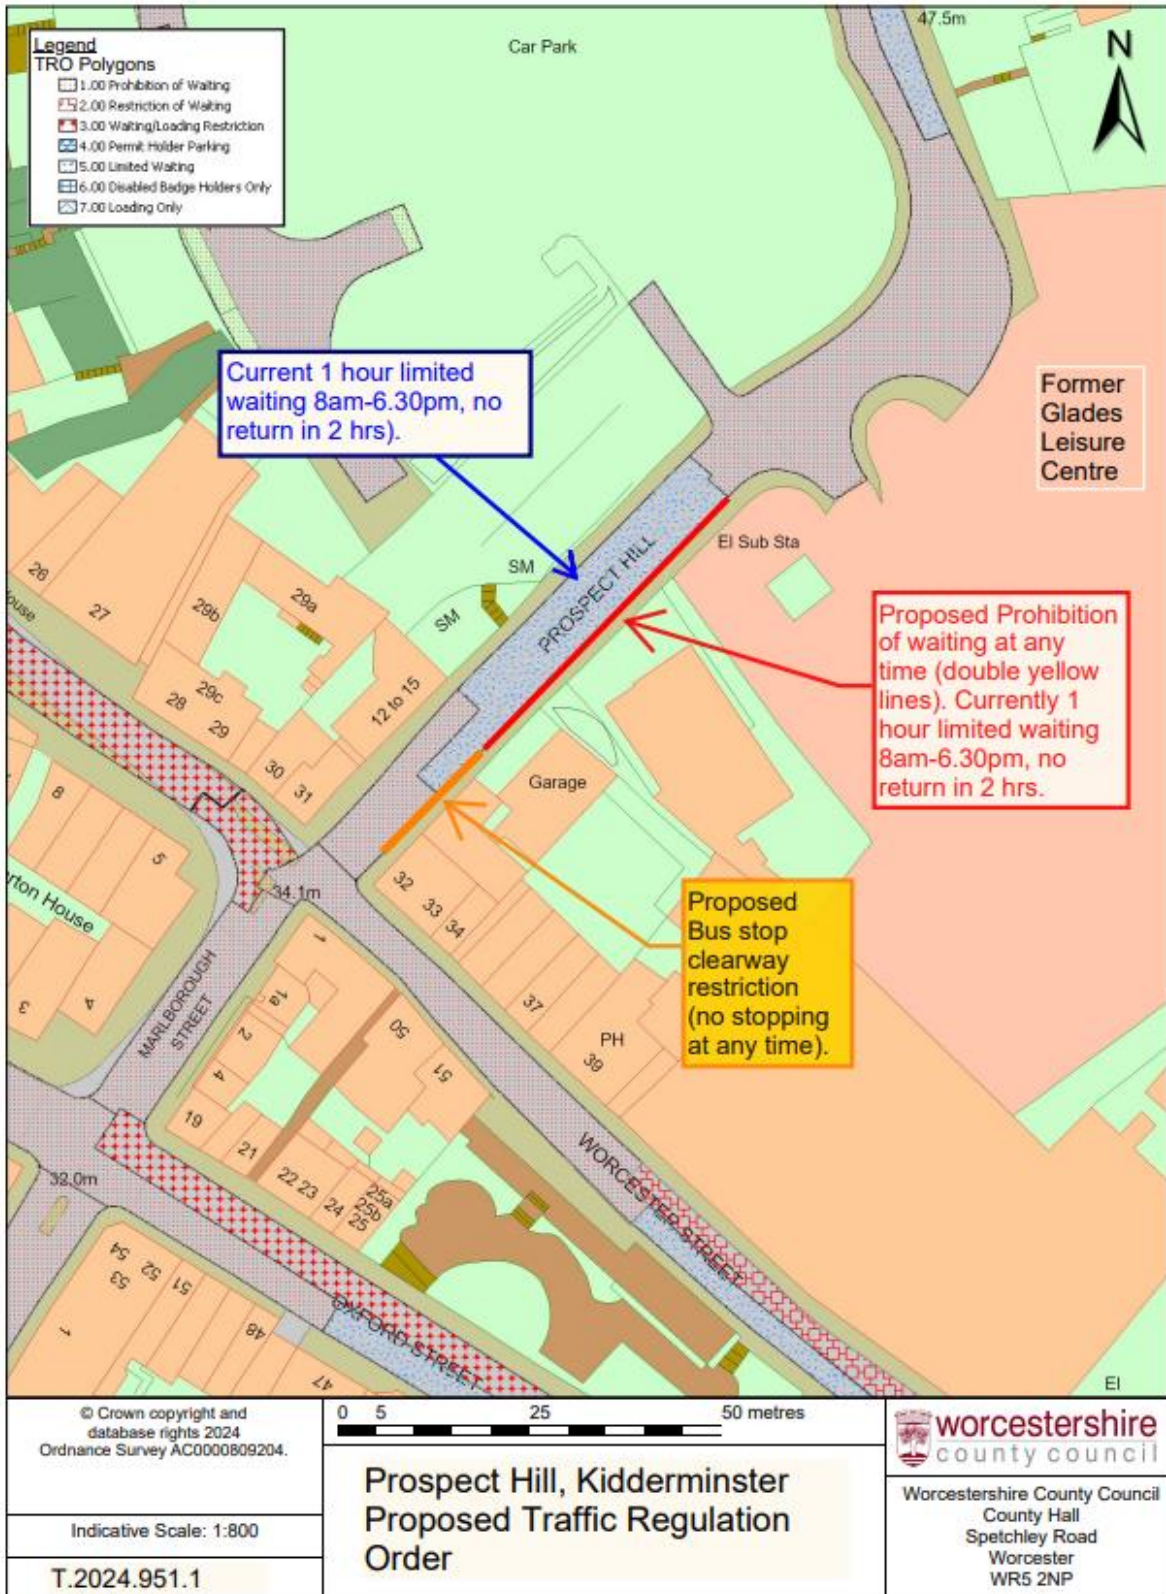 47.5m
Car Park
N
Legend
TRO Polygons
1.00 Prohibition of Waiting
2.00 Restriction of Waiting
3.00 Waiting/Loading Restriction
4.00 Permit Holder Parking
5.00 Limited Waiting
6.00 Disabled Badge Holders Only
7.00 Loading Only
Current 1 hour limited
waiting 8am-6.30pm, no
return in 2 hrs).
Former
Glades
Leisure
Centre
El Sub Sta
SM
SM
PROSPECT HILL
26
27
29b
29a
ouse
28
29c
29
12 to 15
30
31
Proposed Prohibition
of waiting at any
time (double yellow
lines). Currently 1
hour limited waiting
8am-6.30pm, no
return in 2 hrs.
Garage
8
5
rton House
34.1m
32
33
34
37
PH
39
Proposed
Bus stop
clearway
restriction
(no stopping
at any time).
3
4
MARLBOROUGH
STREET
1
1a
2
4
50
51
19
21
22 23
24
25
25b
25a
WORCESTER STREET
32.0m
54
53
52
51
48
47
1
OXFORD STREET
El
© Crown copyright and
database rights 2024
Ordnance Survey AC0000809204.
Indicative Scale: 1:800
T.2024.951.1
0 5 25 50 metres
Prospect Hill, Kidderminster
Proposed Traffic Regulation
Order
worcestershire
county council
Worcestershire County Council
County Hall
Spetchley Road
Worcester
WR5 2NP